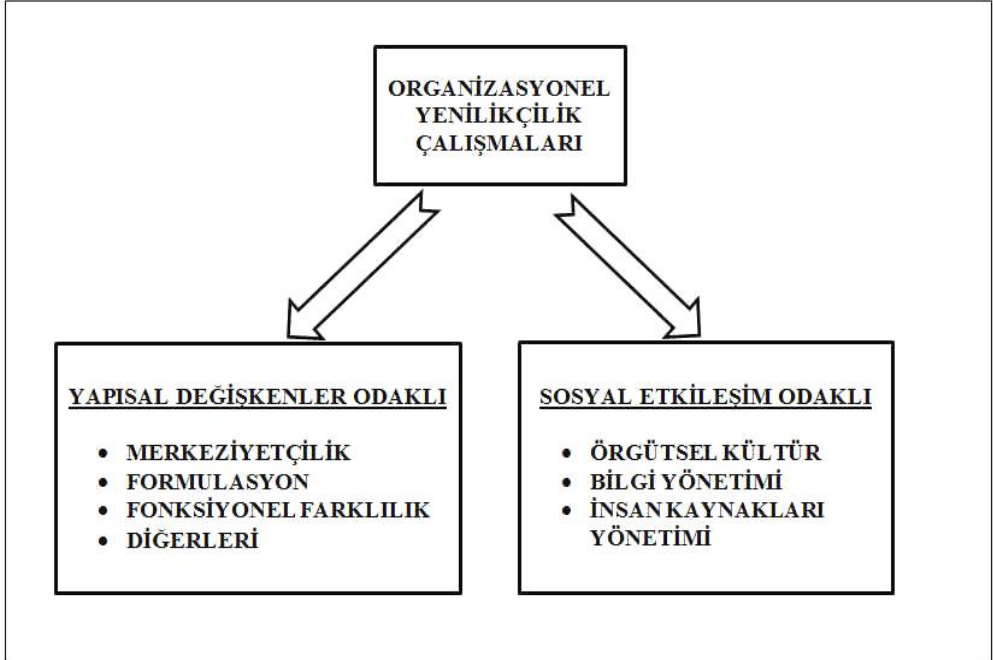 ORGANİZASYONEL
YENİLİKÇİLİK
ÇALIŞMALARI
YAPISAL DEĞİŞKENLER ODAKLI
• MERKEZİYETÇİLİK
• FORMULASYON
• FONKSİYONEL FARKLILIK
• DİĞERLERİ
SOSYAL ETKİLEŞİM ODAKLI
• ÖRGÜTSEL KÜLTÜR
• BİLGİ YÖNETİMİ
• İNSAN KAYNAKLARI
YÖNETİMİ